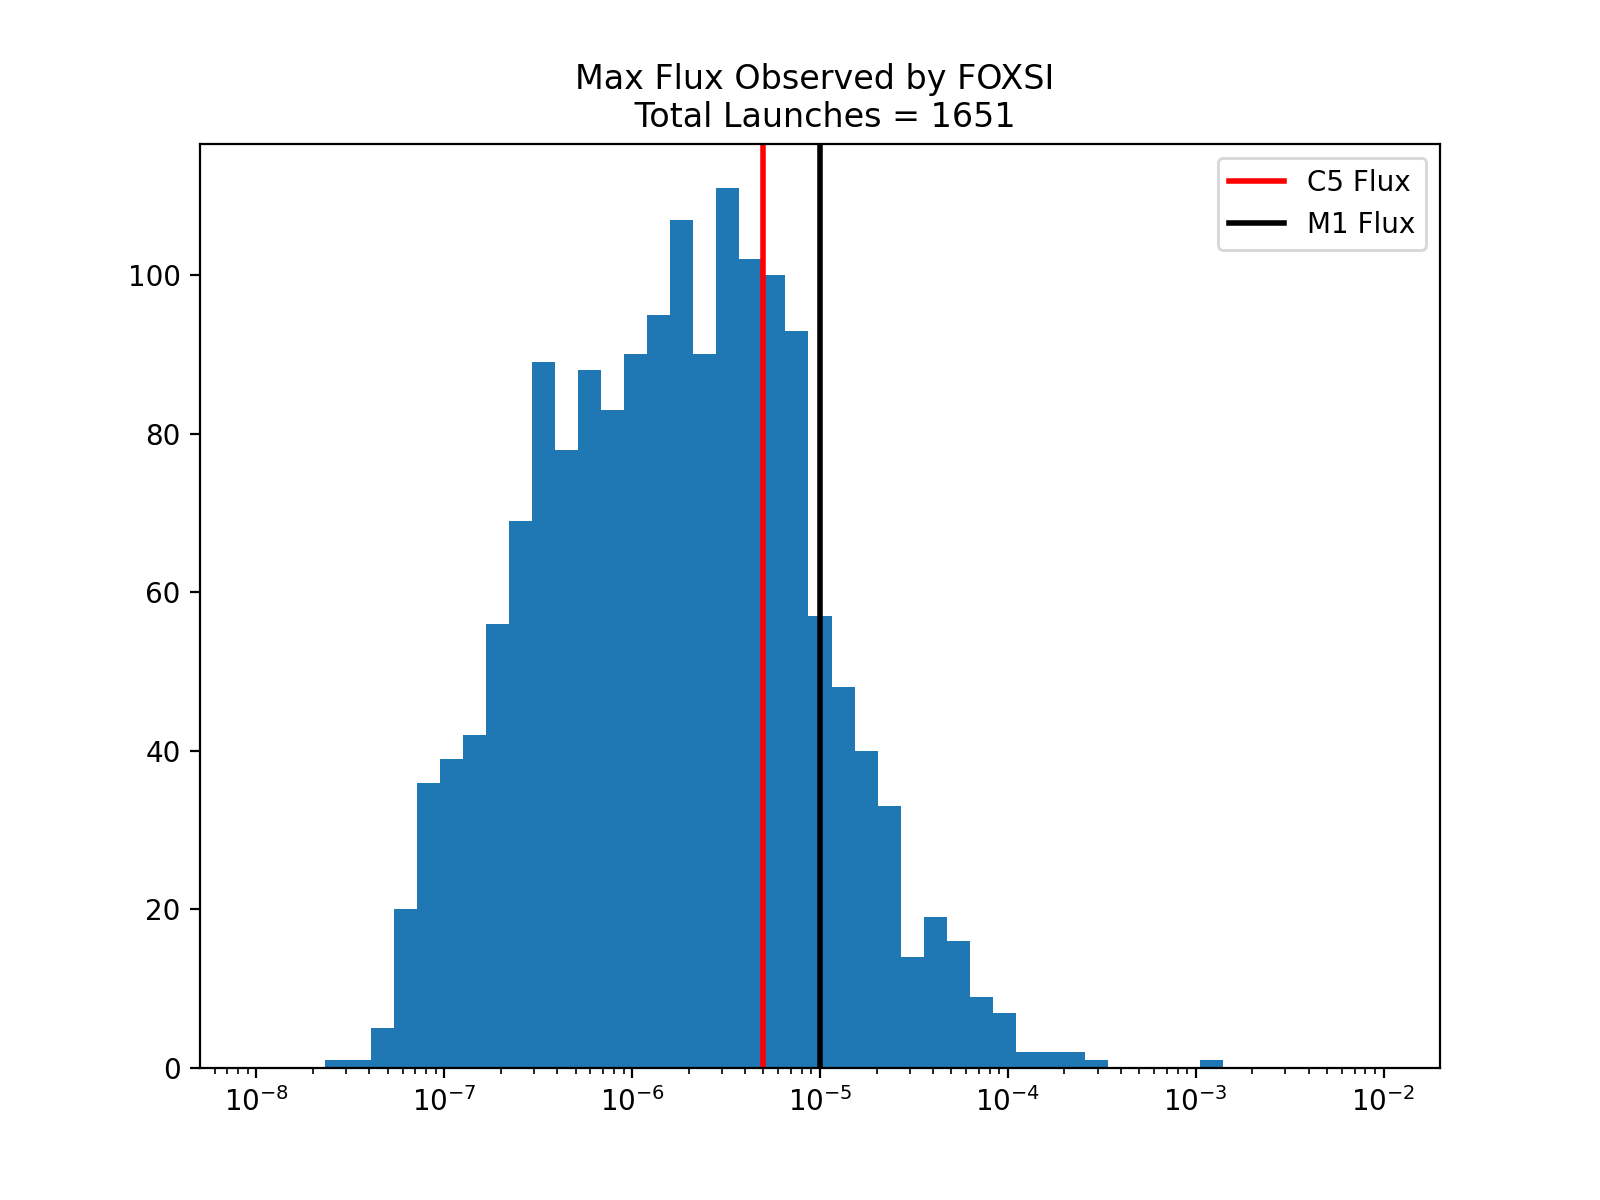 Max Flux Observed by FOXSI
Total Launches = 1651
C5 Flux
M1 Flux
100
80
60
40
20
0
10⁻⁸ 10⁻⁷ 10⁻⁶ 10⁻⁵ 10⁻⁴ 10⁻³ 10⁻²